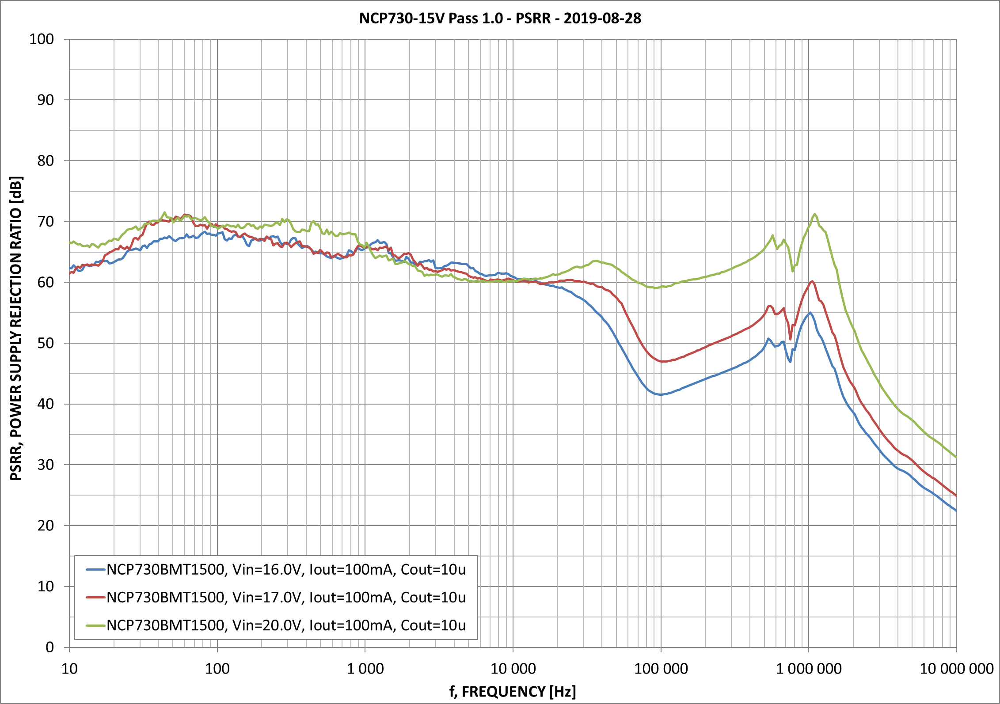 NCP730-15V Pass 1.0 - PSRR - 2019-08-28
PSRR, POWER SUPPLY REJECTION RATIO [dB]
100
90
80
70
60
50
40
30
20
10
0
NCP730BMT1500, Vin=16.0V, Iout=100mA, Cout=10u
NCP730BMT1500, Vin=17.0V, Iout=100mA, Cout=10u
NCP730BMT1500, Vin=20.0V, Iout=100mA, Cout=10u
10 100 1 000 10 000 100 000 1 000 000 10 000 000
f, FREQUENCY [Hz]